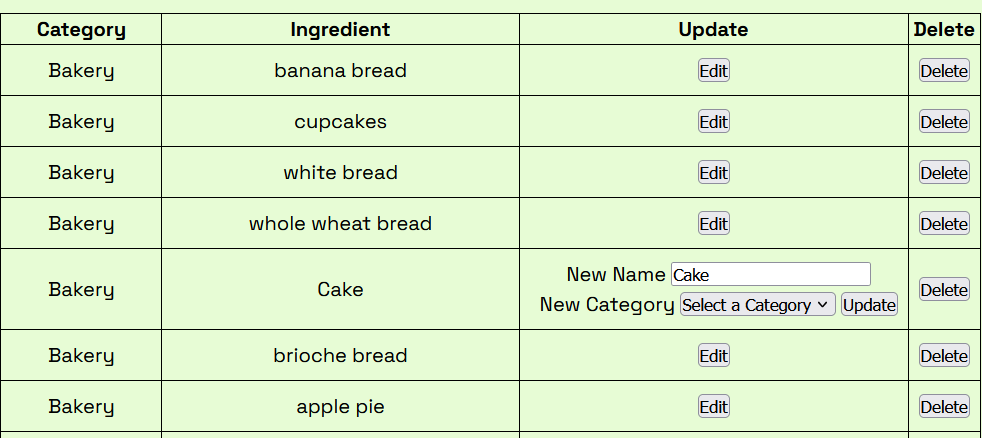 Category Ingredient Update Delete
Bakery banana bread Edit Delete
Bakery cupcakes Edit Delete
Bakery white bread Edit Delete
Bakery whole wheat bread Edit Delete
New Name Cake
Bakery Cake Delete
New Category Select a Category Update
Bakery brioche bread Edit Delete
Bakery apple pie Edit Delete